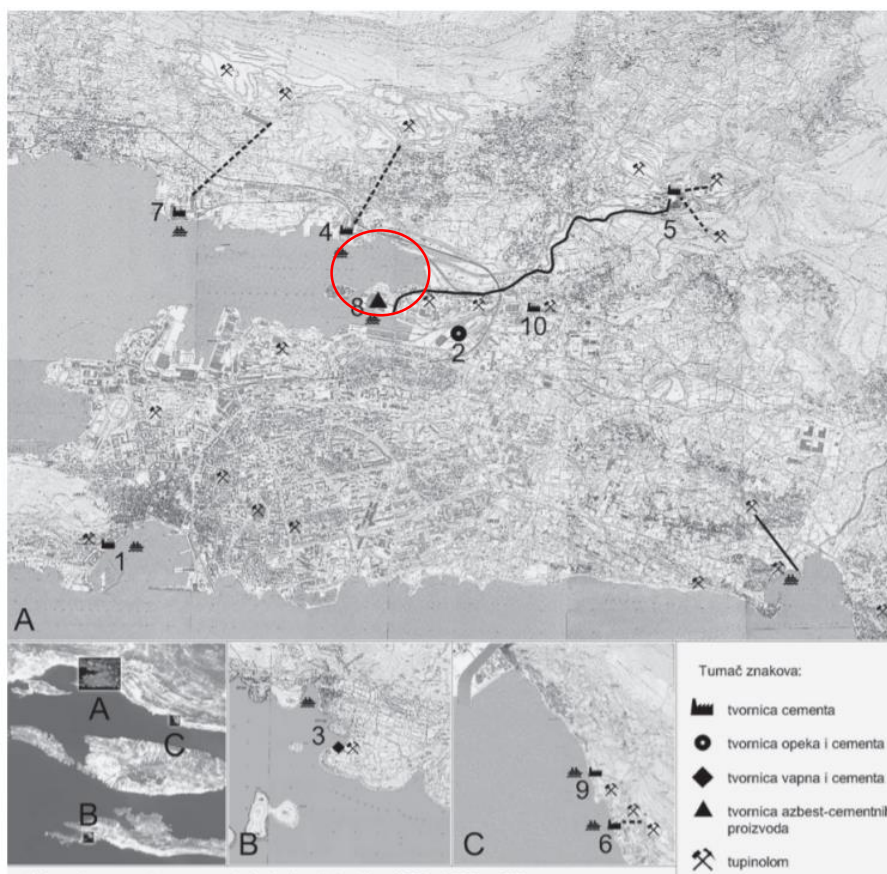 7
4
5
8
10
2
1
A
A
C
B
3
B
9
6
C
Tumač znakova:
tvornica cementa
tvornica opeka i cementa
tvornica vapna i cementa
tvornica azbest-cementnih
proizvoda
tupinolom